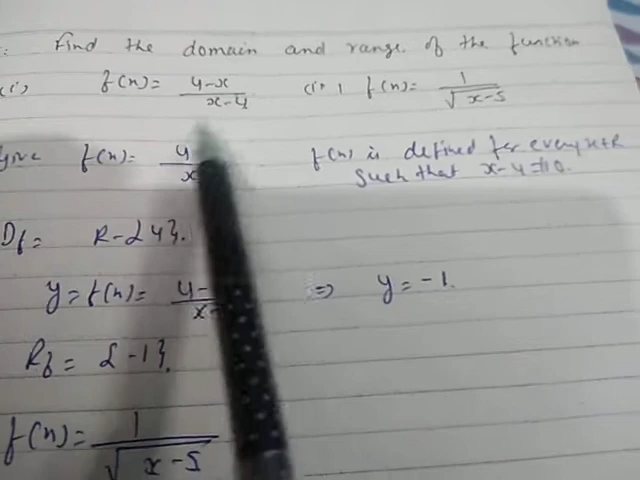 : Find the domain and range of the function
(i) f(x) = 4-x/x-4 (ii) f(x) = 1/√x-5
give f(x) = 4 x f(x) is defined for every x∈R
such that x-4≠0.
Df = R-{4}.
y = f(x) = 4- x- ⇒ y = -1.
Rf = {-1}.
f(x) = 1/√x-5